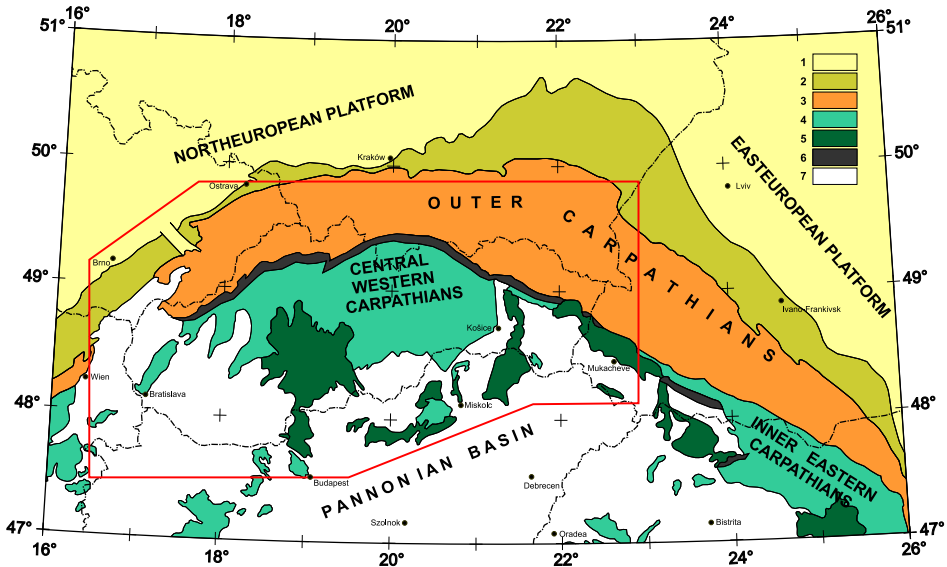 16° 18° 20° 22° 24° 26°
51° 51°
1
2
3
4
5
6
7
NORTHEUROPEAN PLATFORM
EASTEUROPEAN PLATFORM
50° 50°
Kraków
Ostrava
Lviv
OUTER CARPATHIANS
Brno
49° 49°
CENTRAL
WESTERN
CARPATHIANS
Ivano-Frankivsk
Košice
Mukacheve
Wien
Bratislava
Miskolc
48° 48°
INNER EASTERN
CARPATHIANS
PANNONIAN BASIN
Budapest
Debrecen
Szolnok
Oradea
Bistrita
47° 47°
16° 18° 20° 22° 24° 26°